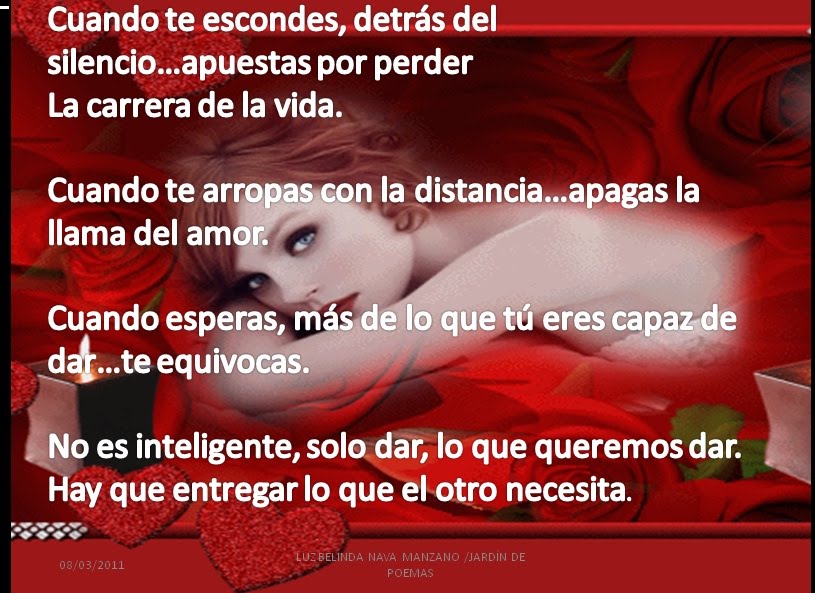 Cuando te escondes, detrás del
silencio...apuestas por perder
La carrera de la vida.
Cuando te arropas con la distancia...apagas la
llama del amor.
Cuando esperas, más de lo que tú eres capaz de
dar...te equivocas.
No es inteligente, solo dar, lo que queremos dar.
Hay que entregar lo que el otro necesita.
08/03/2011
LUZBELINDA NAVA MANZANO /JARDIN DE
POEMAS